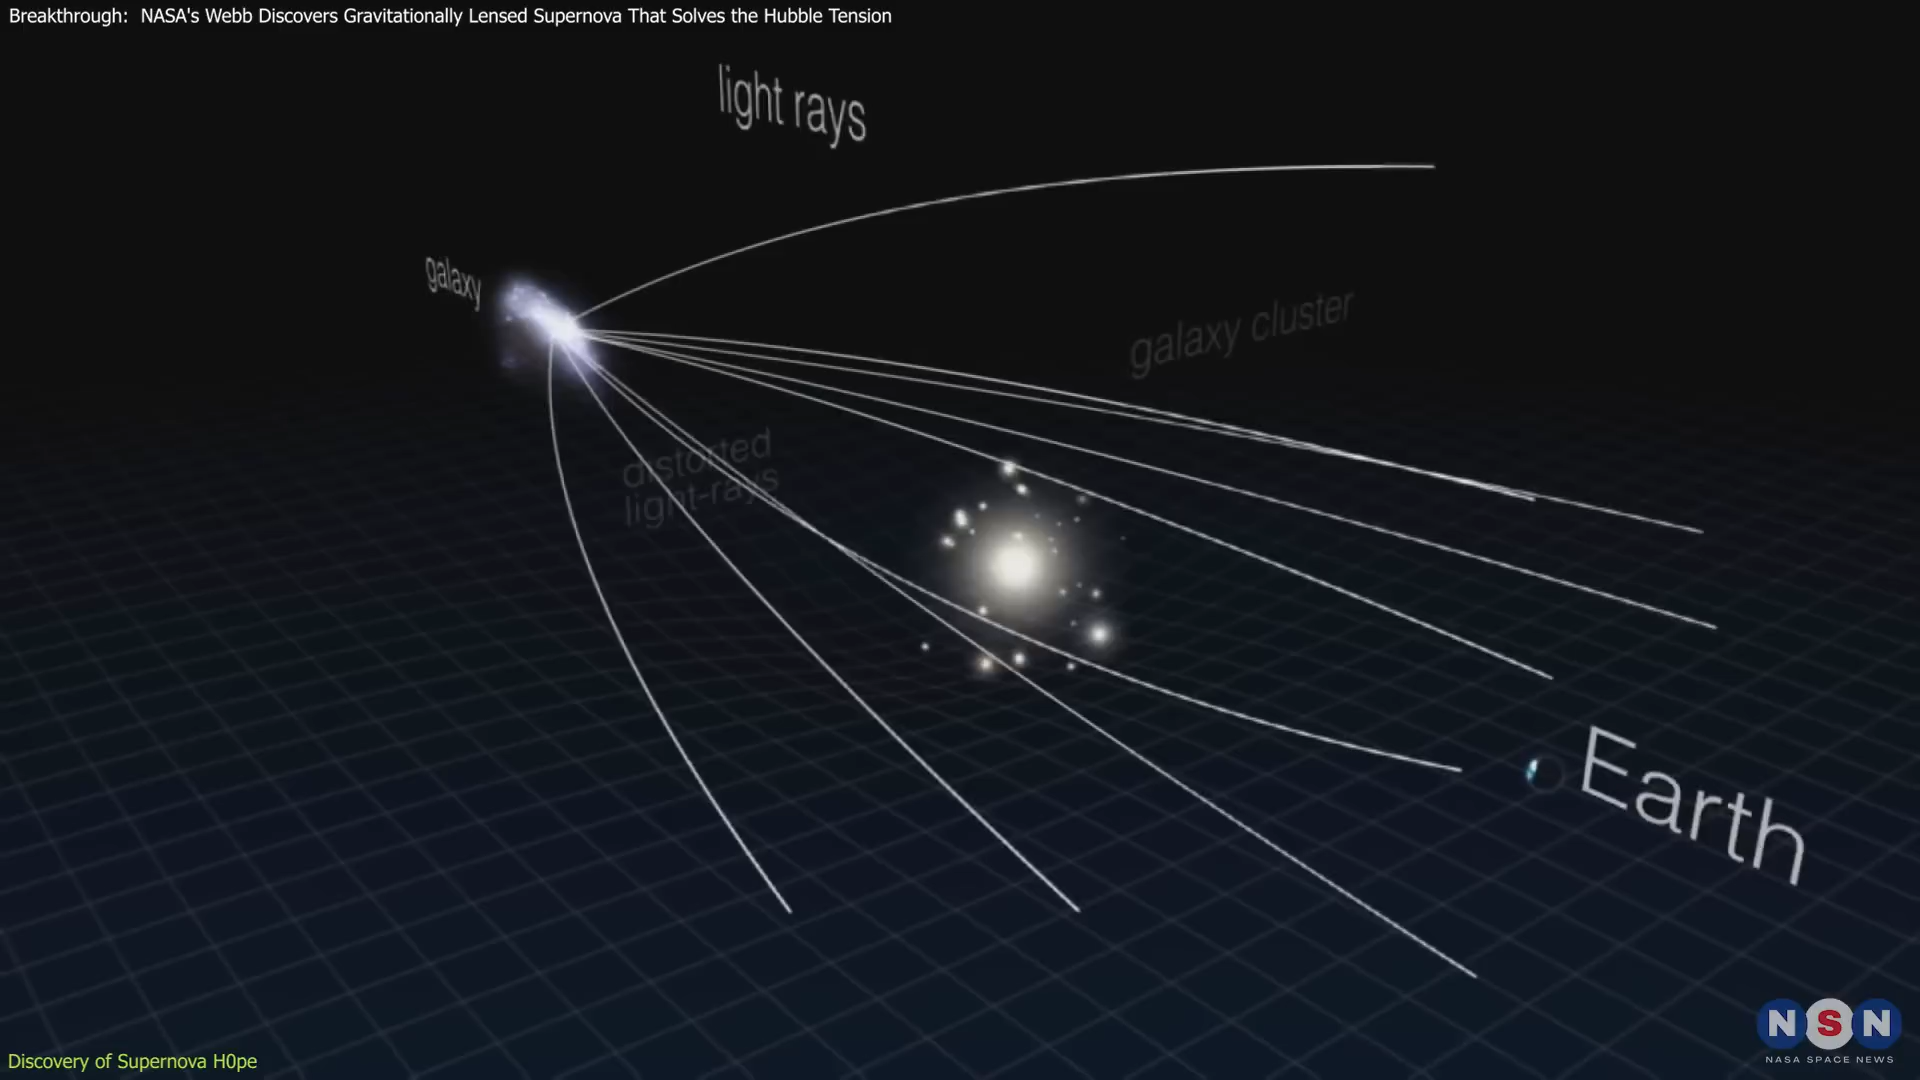 Breakthrough:  NASA's Webb Discovers Gravitationally Lensed Supernova That Solves the Hubble Tension
light rays
galaxy
galaxy cluster
distorted
light-rays
Earth
NSN
NASA SPACE NEWS
Discovery of Supernova H0pe